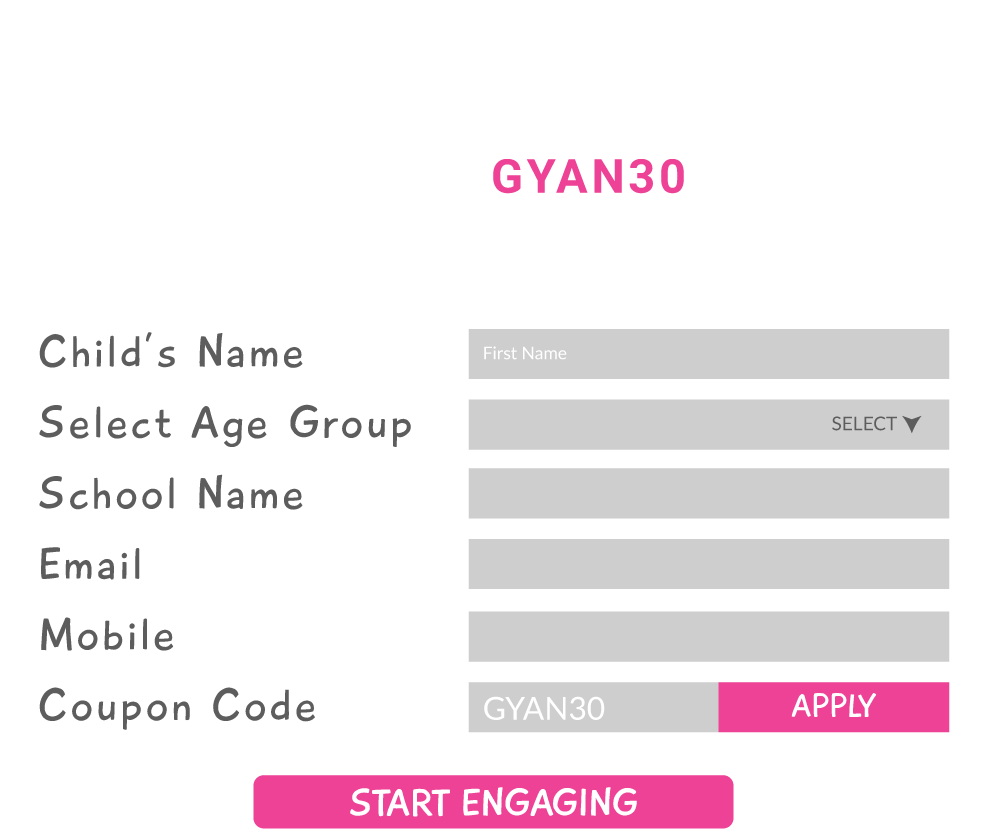 GYAN30
Child's Name First Name
Select Age Group SELECT
School Name
Email
Mobile
Coupon Code GYAN30 APPLY
START ENGAGING